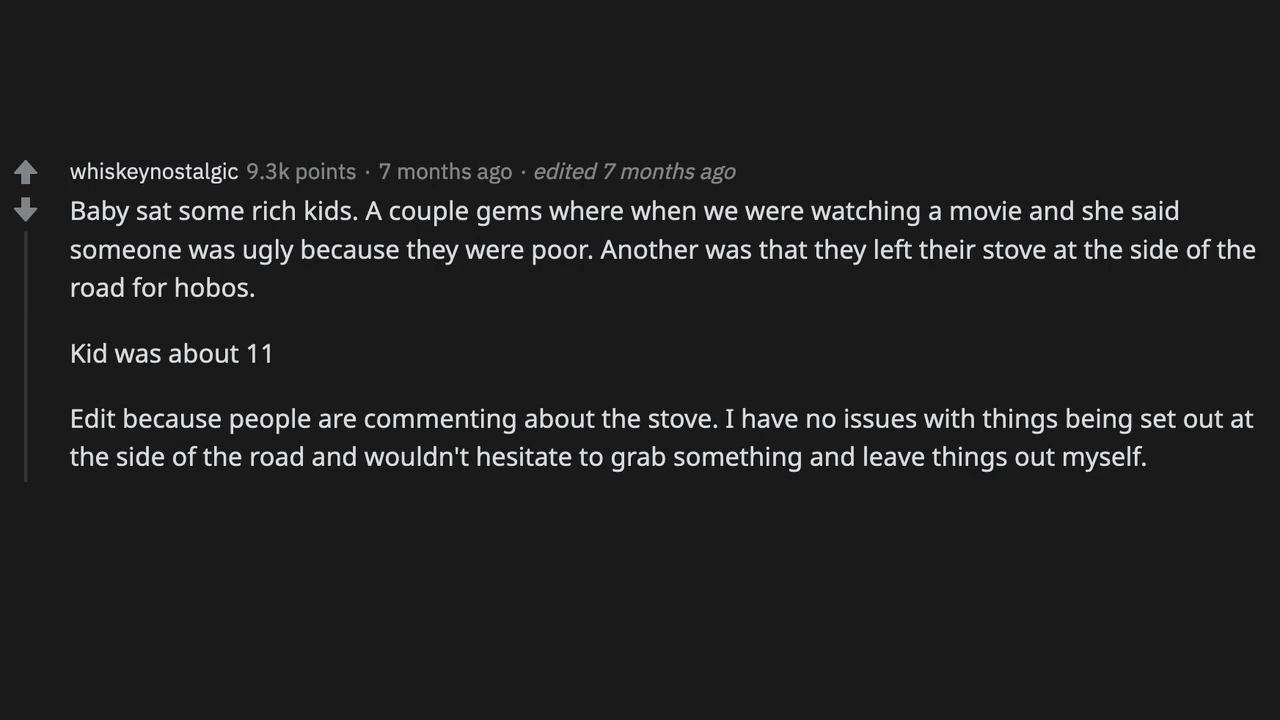 whiskeynostalgic 9.3k points · 7 months ago · edited 7 months ago
Baby sat some rich kids. A couple gems where when we were watching a movie and she said
someone was ugly because they were poor. Another was that they left their stove at the side of the
road for hobos.
Kid was about 11
Edit because people are commenting about the stove. I have no issues with things being set out at
the side of the road and wouldn't hesitate to grab something and leave things out myself.